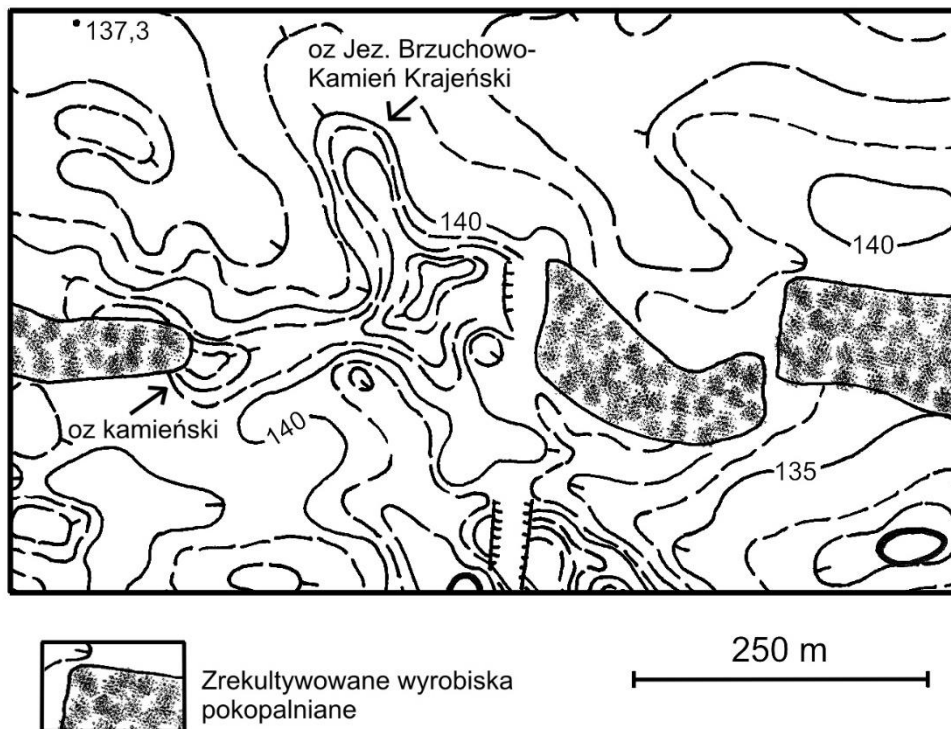 137,3
oz Jez. Brzuchowo-
Kamień Krajeński
140
140
oz kamieński
140
135
Zrekultywowane wyrobiska
pokopalniane
250 m